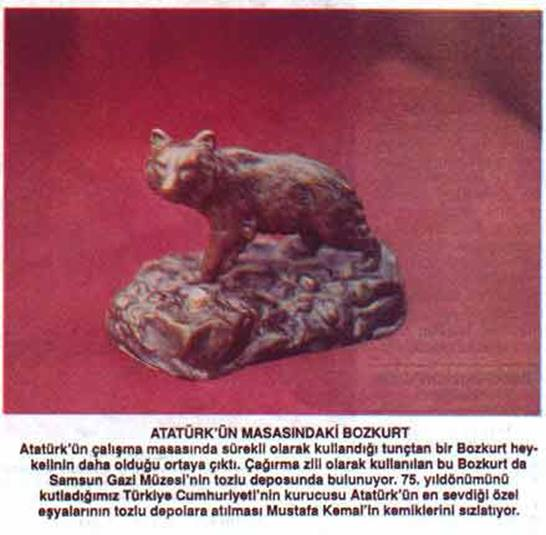 ATATÜRK'ÜN MASASINDAKİ BOZKURT
Atatürk'ün çalışma masasında sürekli olarak kullandığı tunçtan bir Bozkurt hey-
kelinin daha olduğu ortaya çıktı. Çağırma zili olarak kullanılan bu Bozkurt da
Samsun Gazi Müzesi'nin tozlu deposunda bulunuyor. 75. yıldönümünü
kutladığımız Türkiye Cumhuriyeti'nin kurucusu Atatürk'ün en sevdiği özel
eşyalarının tozlu depolara atılması Mustafa Kemal'in kemiklerini sızlatıyor.